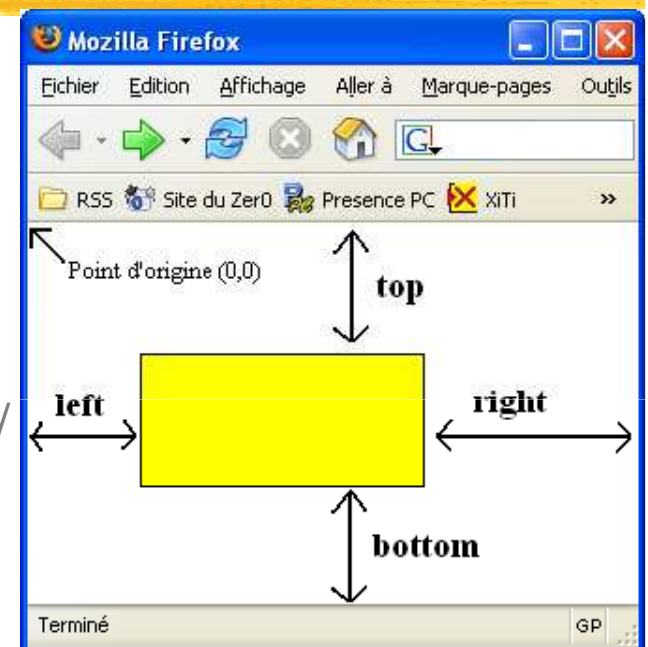 Mozilla Firefox
Fichier Edition Affichage Aller à Marque-pages Outils
G
RSS Site du Zer0 Presence PC XiTi »
Point d'origine (0,0)
top
left
right
/
bottom
Terminé
GP